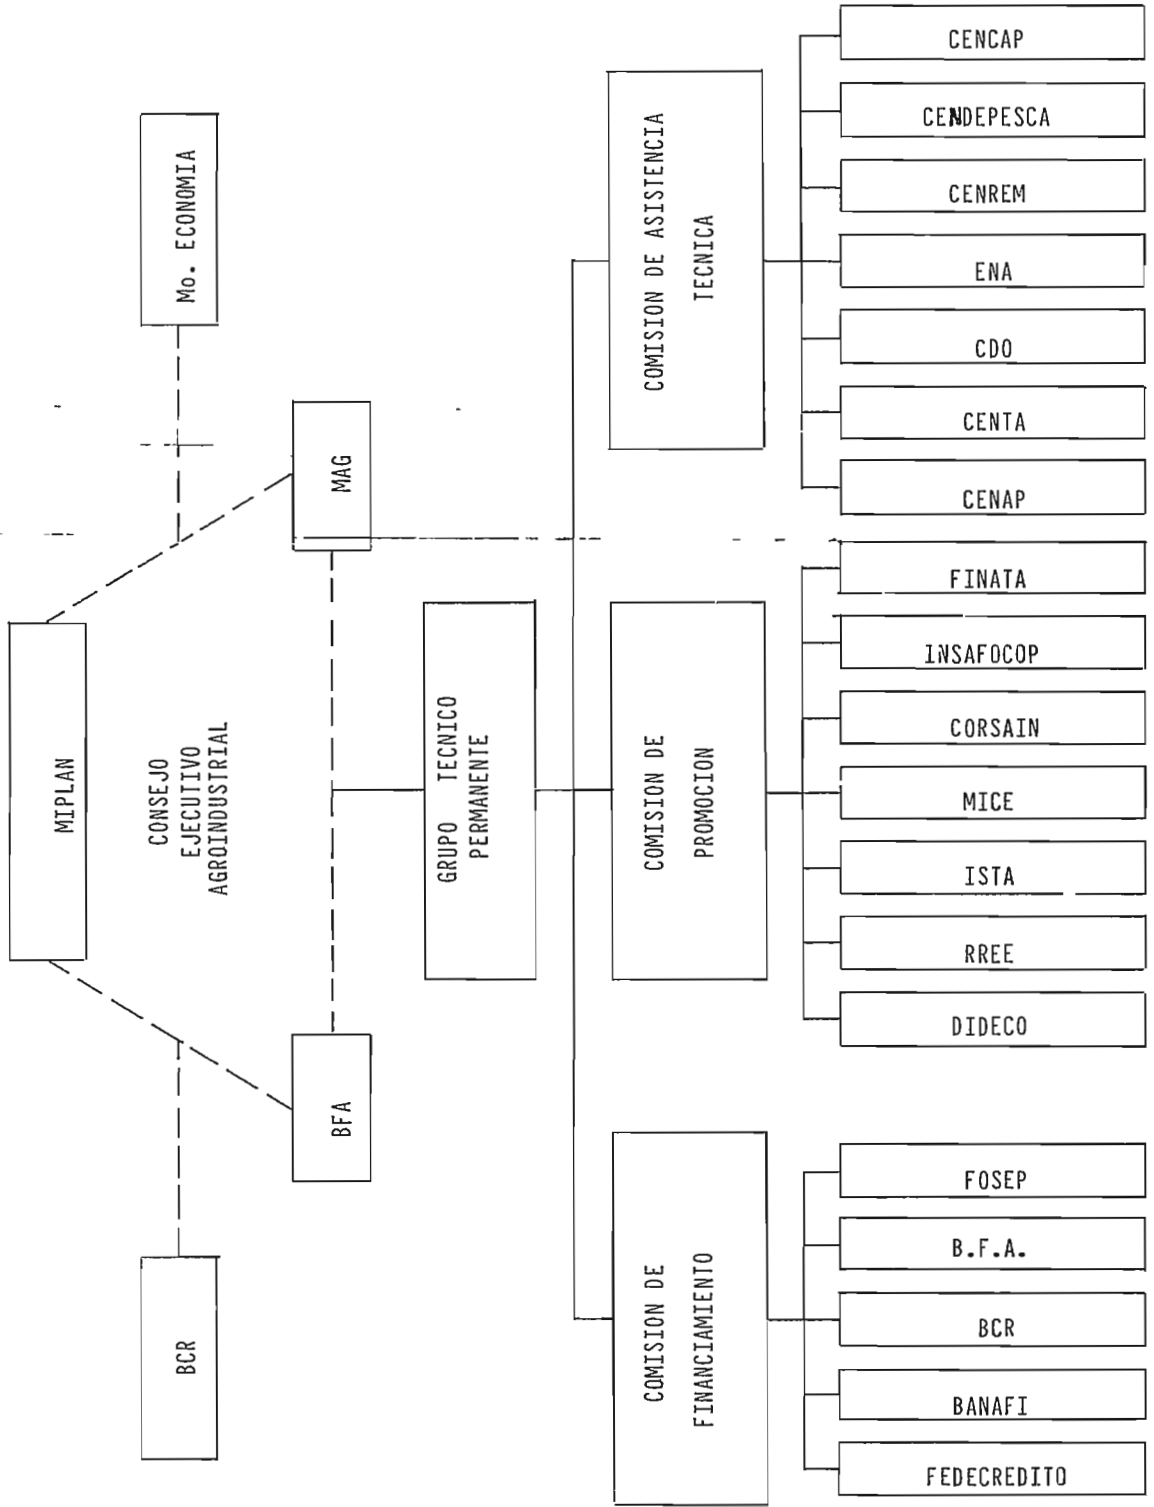 MIPLAN
BCR
Mo. ECONOMIA
CONSEJO
EJECUTIVO
AGROINDUSTRIAL
BFA
MAG
GRUPO TECNICO
PERMANENTE
COMISION DE
FINANCIAMIENTO
COMISION DE
PROMOCION
COMISION DE ASISTENCIA
TECNICA
FEDECREDITO
BANAFI
BCR
B.F.A.
FOSEP
DIDECO
RREE
ISTA
MICE
CORSAIN
INSAFOCOP
FINATA
CENAP
CENTA
CDO
ENA
CENREM
CENDEPESCA
CENCAP